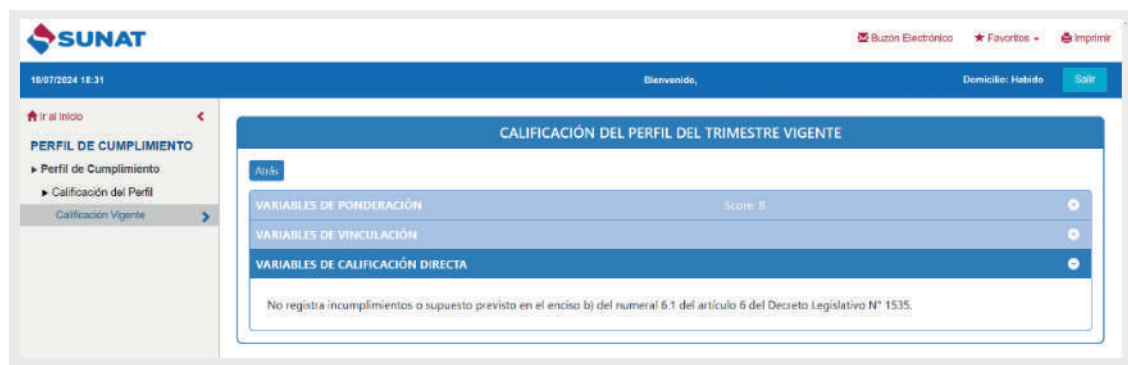 SUNAT
Buzón Electrónico Favoritos Imprimir
18/07/2024 18:31 Bienvenido, Domicilio: Habido Salir
Ir al Inicio
PERFIL DE CUMPLIMIENTO
Perfil de Cumplimiento
Calificación del Perfil
Calificación Vigente
CALIFICACIÓN DEL PERFIL DEL TRIMESTRE VIGENTE
Atrás
VARIABLES DE PONDERACIÓN Score: B
VARIABLES DE VINCULACIÓN
VARIABLES DE CALIFICACIÓN DIRECTA
No registra incumplimientos o supuesto previsto en el enciso b) del numeral 6.1 del artículo 6 del Decreto Legislativo N° 1535.